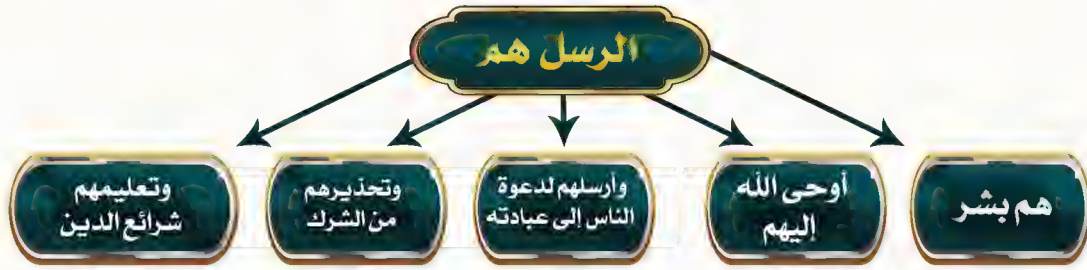 الرسل هم
هم بشر
أوحى الله
إليهم
وأرسلهم لدعوة
الناس إلى عبادته
وتحذيرهم
من الشرك
وتعليمهم
شرائع الدين